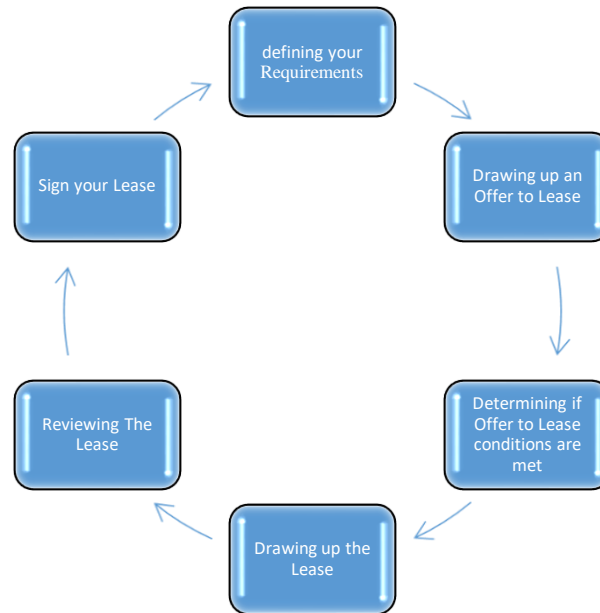 defining your
Requirements
Drawing up an
Offer to Lease
Determining if
Offer to Lease
conditions are
met
Drawing up the
Lease
Reviewing The
Lease
Sign your Lease